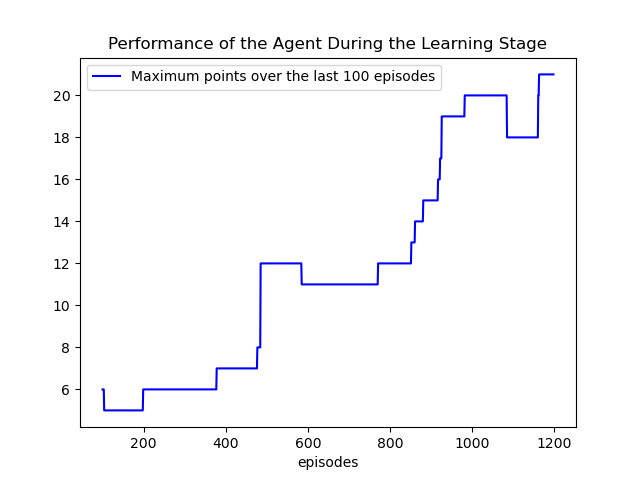 Performance of the Agent During the Learning Stage
Maximum points over the last 100 episodes
20
18
16
14
12
10
8
6
200 400 600 800 1000 1200
episodes